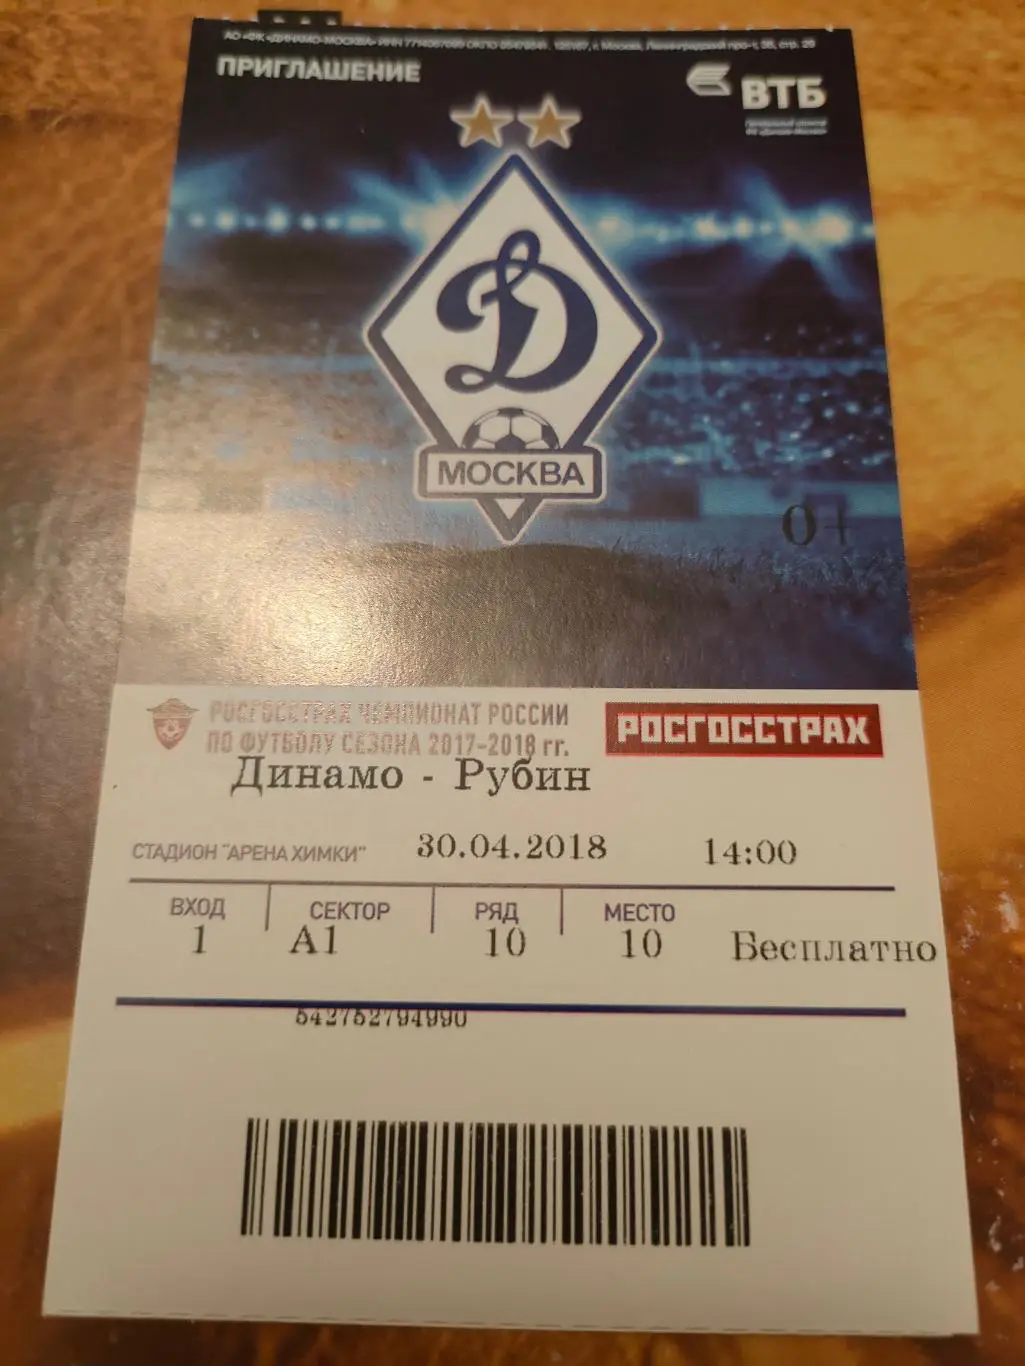 ПРИГЛАШЕНИЕ
ВТБ
МОСКВА
0+
РОСГОССТРАХ ЧЕМПИОНАТ РОССИИ
ПО ФУТБОЛУ СЕЗОНА 2017-2018 гг.
РОСГОССТРАХ
Динамо - Рубин
СТАДИОН "АРЕНА ХИМКИ" 30.04.2018 14:00
ВХОД СЕКТОР РЯД МЕСТО
1 А1 10 10 Бесплатно
542752794990